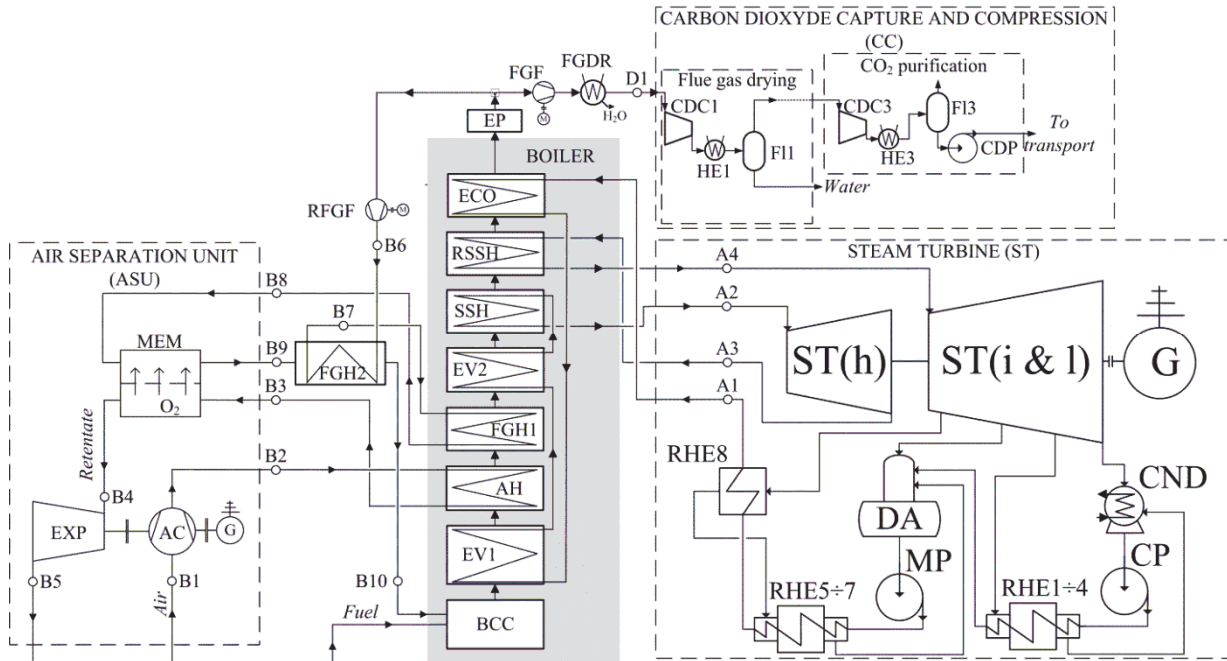 CARBON DIOXYDE CAPTURE AND COMPRESSION
(CC)
FGF
FGDR
D1
Flue gas drying
CO₂ purification
CDC1
CDC3
Fl3
H₂O
M
EP
HE1
Fl1
HE3
CDP
To
transport
BOILER
Water
ECO
RFGF
M
B6
RSSH
AIR SEPARATION UNIT
(ASU)
B8
STEAM TURBINE (ST)
A4
A2
SSH
B7
MEM
B9
FGH2
EV2
ST(h)
ST(i & l)
G
A3
B3
A1
O₂
FGH1
Retentate
B2
RHE8
AH
CND
B4
DA
EXP
AC
G
EV1
MP
CP
B5
B1
B10
RHE5÷7
RHE1÷4
Air
Fuel
BCC